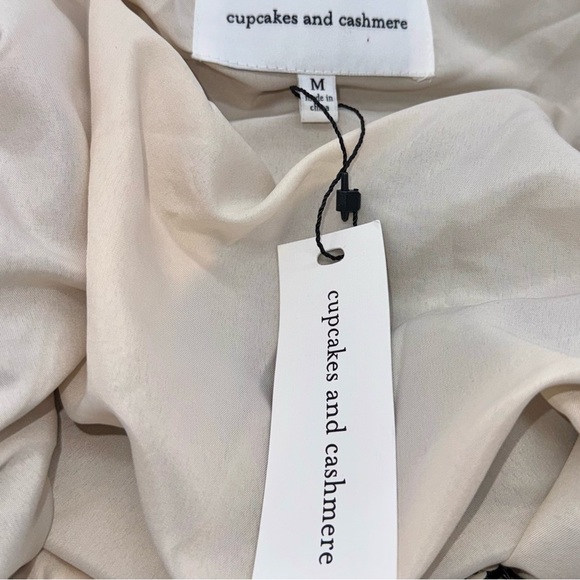 cupcakes and cashmere
M
made in
china
cupcakes and cashmere